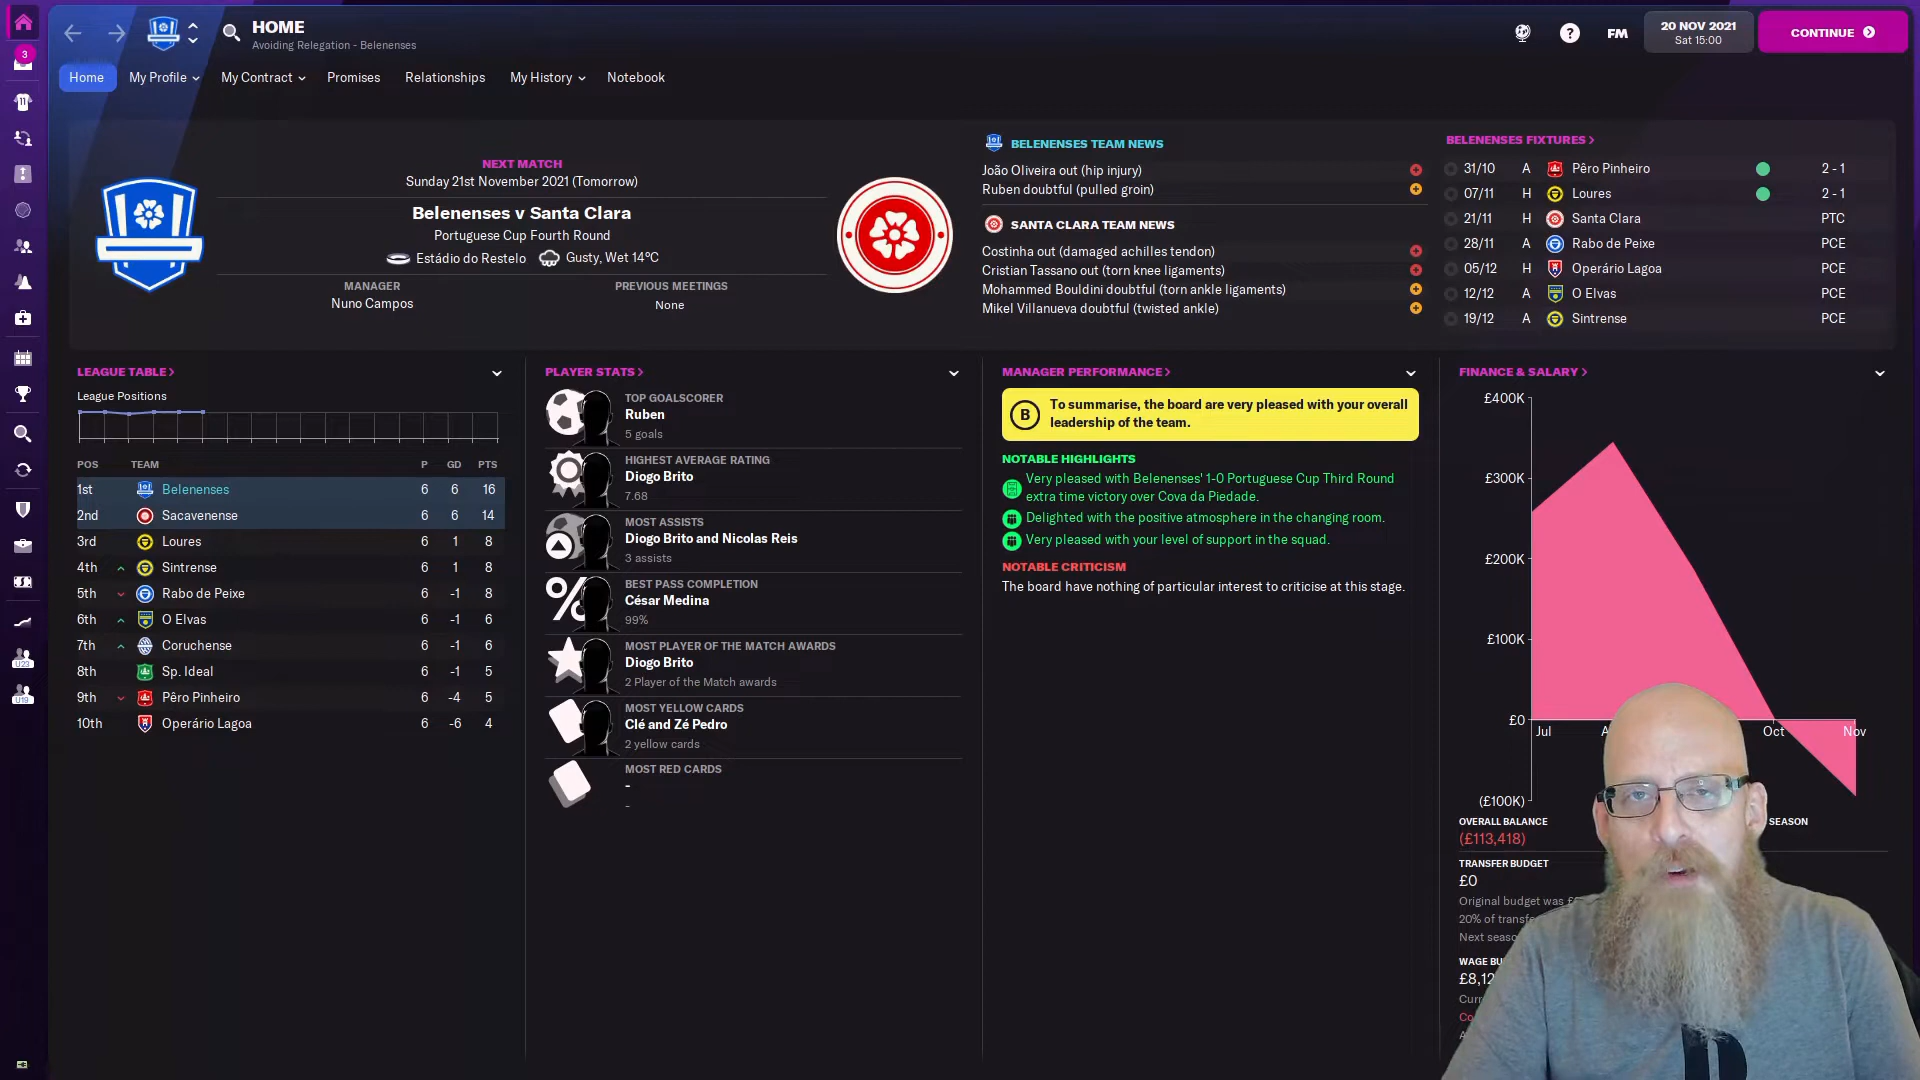 HOME
Avoiding Relegation - Belenenses
3
FM
20 NOV 2021
Sat 15:00
CONTINUE
Home
My Profile
My Contract
Promises
Relationships
My History
Notebook
NEXT MATCH
Sunday 21st November 2021 (Tomorrow)
Belenenses v Santa Clara
Portuguese Cup Fourth Round
Estádio do Restelo
Gusty, Wet 14ºC
MANAGER
Nuno Campos
PREVIOUS MEETINGS
None
BELENENSES TEAM NEWS
João Oliveira out (hip injury)
Ruben doubtful (pulled groin)
SANTA CLARA TEAM NEWS
Costinha out (damaged achilles tendon)
Cristian Tassano out (torn knee ligaments)
Mohammed Bouldini doubtful (torn ankle ligaments)
Mikel Villanueva doubtful (twisted ankle)
BELENENSES FIXTURES >
31/10 A Pêro Pinheiro 2 - 1
07/11 H Loures 2 - 1
21/11 H Santa Clara PTC
28/11 A Rabo de Peixe PCE
05/12 H Operário Lagoa PCE
12/12 A O Elvas PCE
19/12 A Sintrense PCE
LEAGUE TABLE >
League Positions
POS TEAM P GD PTS
1st Belenenses 6 6 16
2nd Sacavenense 6 6 14
3rd Loures 6 1 8
4th Sintrense 6 1 8
5th Rabo de Peixe 6 -1 8
6th O Elvas 6 -1 6
7th Coruchense 6 -1 6
8th Sp. Ideal 6 -1 5
9th Pêro Pinheiro 6 -4 5
10th Operário Lagoa 6 -6 4
PLAYER STATS >
TOP GOALSCORER
Ruben
5 goals
HIGHEST AVERAGE RATING
Diogo Brito
7.68
MOST ASSISTS
Diogo Brito and Nicolas Reis
3 assists
BEST PASS COMPLETION
César Medina
99%
MOST PLAYER OF THE MATCH AWARDS
Diogo Brito
2 Player of the Match awards
MOST YELLOW CARDS
Clé and Zé Pedro
2 yellow cards
MOST RED CARDS
-
-
MANAGER PERFORMANCE >
B
To summarise, the board are very pleased with your overall
leadership of the team.
NOTABLE HIGHLIGHTS
Very pleased with Belenenses' 1-0 Portuguese Cup Third Round
extra time victory over Cova da Piedade.
Delighted with the positive atmosphere in the changing room.
Very pleased with your level of support in the squad.
NOTABLE CRITICISM
The board have nothing of particular interest to criticise at this stage.
FINANCE & SALARY >
£400K
£300K
£200K
£100K
£0
(£100K)
Jul A Oct Nov
OVERALL BALANCE
SEASON
(£113,418)
TRANSFER BUDGET
£0
Original budget was
20% of transfe
Next seaso
WAGE BU
£8,12
Curr
Co
U23
U19